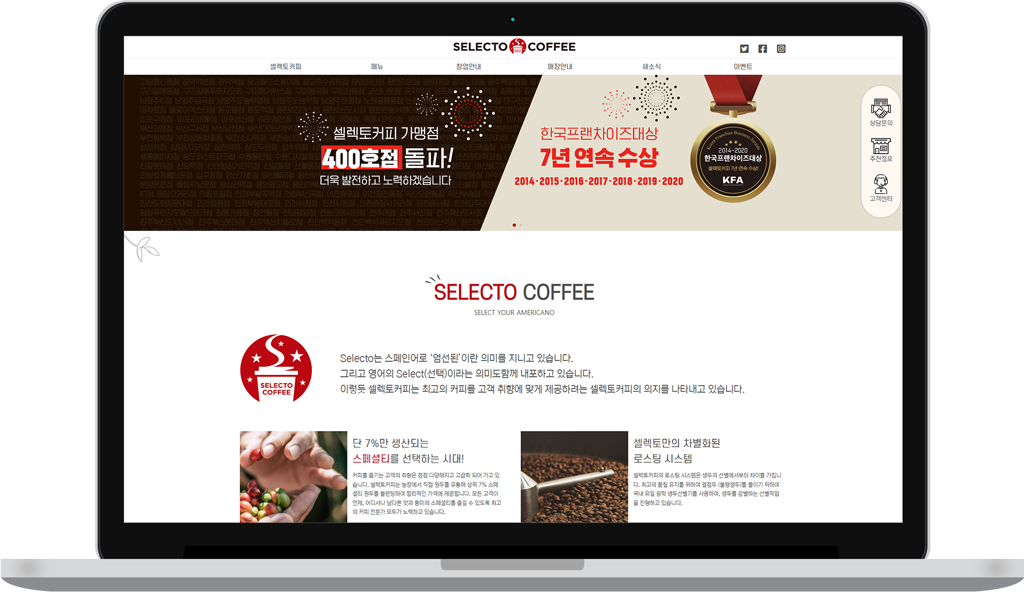 SELECTO COFFEE
셀렉토커피 메뉴 창업안내 매장안내 새소식 이벤트
셀렉토커피 가맹점
400호점 돌파!
더욱 발전하고 노력하겠습니다
한국프랜차이즈대상
7년 연속 수상
2014·2015·2016·2017·2018·2019·2020
2014-2020
한국프랜차이즈대상
셀렉토커피 7년 연속 수상!
KFA
상담문의
추천점포
고객센터
SELECTO COFFEE
SELECT YOUR AMERICANO
SELECTO
COFFEE
Selecto는 스페인어로 '엄선된'이란 의미를 지니고 있습니다.
그리고 영어의 Select(선택)이라는 의미도함께 내포하고 있습니다.
이렇듯 셀렉토커피는 최고의 커피를 고객 취향에 맞게 제공하려는 셀렉토커피의 의지를 나타내고 있습니다.
단 7%만 생산되는
스페셜티를 선택하는 시대!
커피를 즐기는 고객의 취향은 점점 다양해지고 고급화 되어 가고 있
습니다. 셀렉토커피는 농장에서 직접 원두를 유통해 상위 7% 스페
셜티 원두를 블렌딩하여 합리적인 가격에 제공합니다. 모든 고객이
언제, 어디서나 남다른 맛과 풍미의 스페셜티를 즐길 수 있도록 최고
의 커피 전문가 모두가 노력하고 있습니다.
셀렉토만의 차별화된
로스팅 시스템
셀렉토커피의 로스팅 시스템은 생두의 선별에서부터 차이를 가집니
다. 최고의 품질 유지를 위하여 결점두 (불량생두)를 줄이기 위하여
국내 유일 광학 생두선별기를 사용하여, 생두를 감별하는 선별작업
을 진행하고 있습니다.